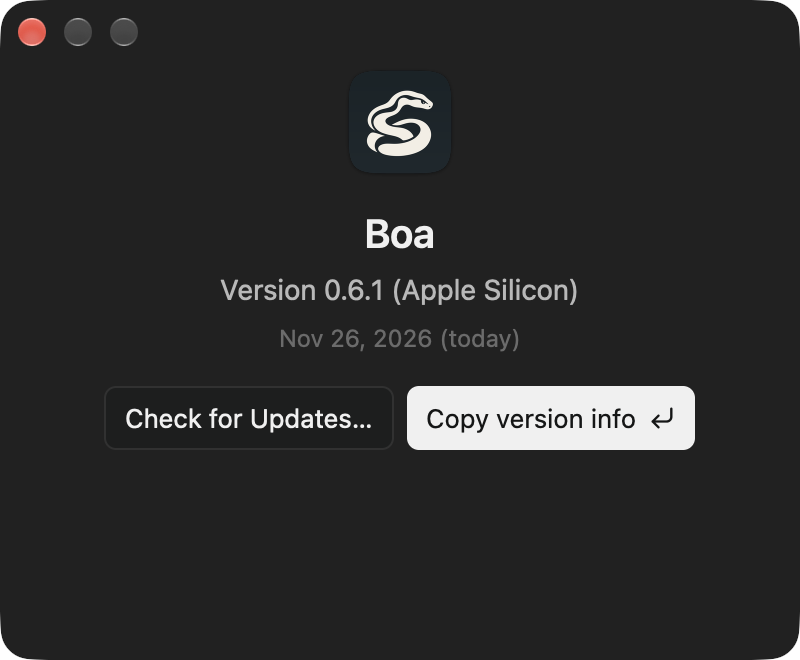 Boa
Version 0.6.1 (Apple Silicon)
Nov 26, 2026 (today)
Check for Updates...
Copy version info